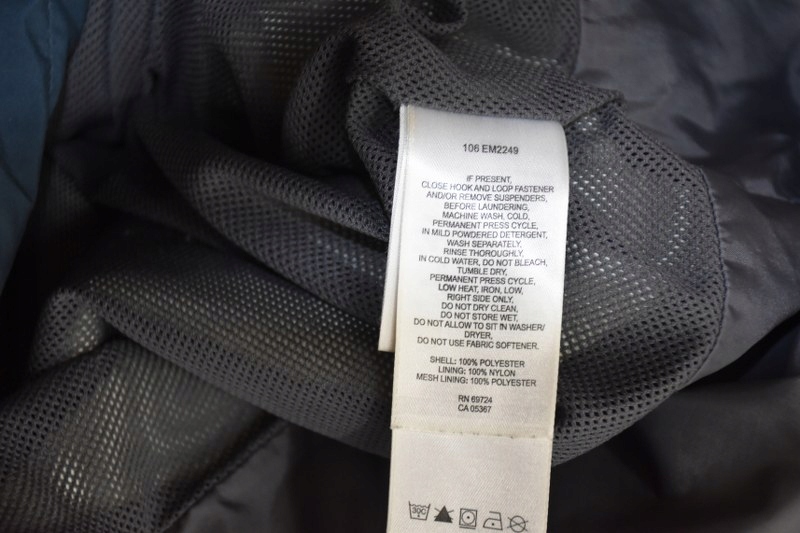 106 EM2249
IF PRESENT,
CLOSE HOOK AND LOOP FASTENER
AND/OR REMOVE SUSPENDERS,
BEFORE LAUNDERING,
MACHINE WASH, COLD,
PERMANENT PRESS CYCLE,
IN MILD POWDERED DETERGENT,
WASH SEPARATELY,
RINSE THOROUGHLY,
IN COLD WATER, DO NOT BLEACH,
TUMBLE DRY,
PERMANENT PRESS CYCLE,
LOW HEAT, IRON, LOW,
RIGHT SIDE ONLY,
DO NOT DRY CLEAN,
DO NOT STORE WET,
DO NOT ALLOW TO SIT IN WASHER/
DRYER,
DO NOT USE FABRIC SOFTENER.
SHELL: 100% POLYESTER
LINING: 100% NYLON
MESH LINING: 100% POLYESTER
RN 69724
CA 05367
30C